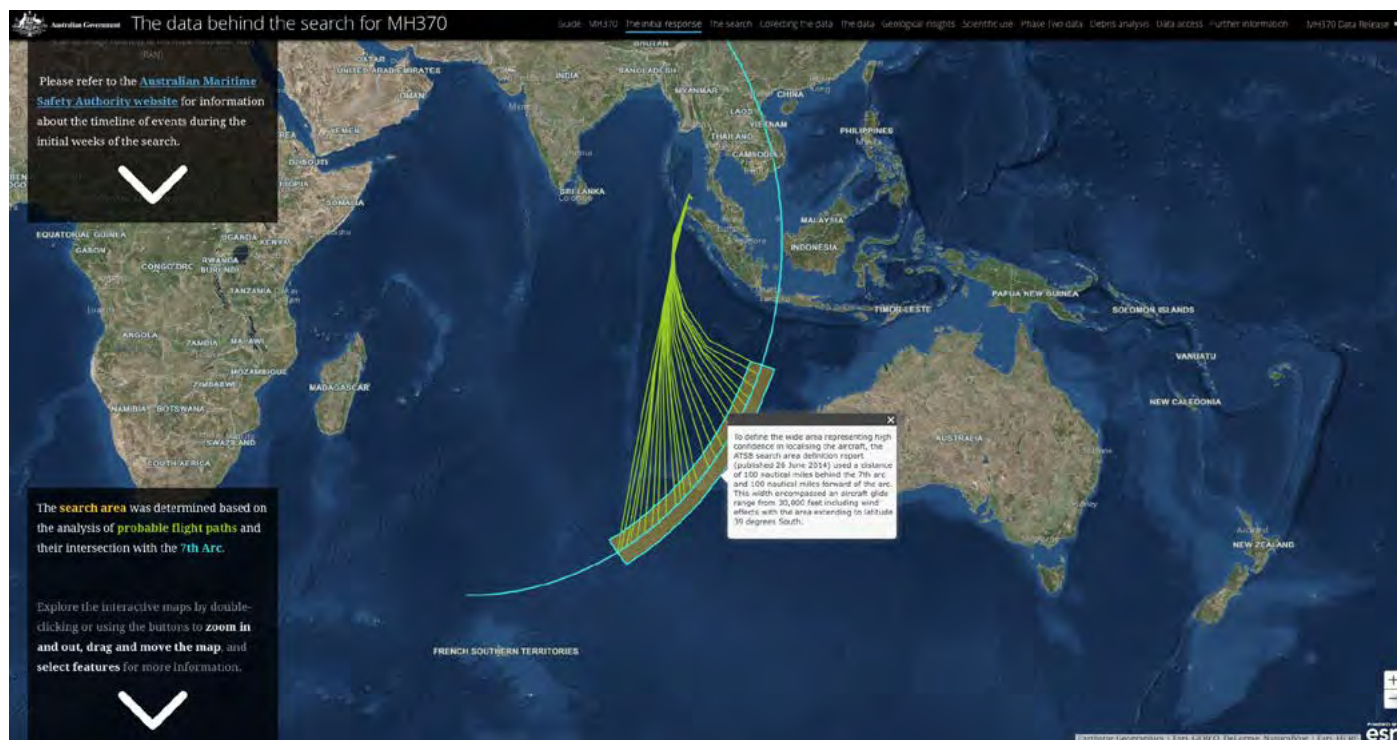 Australian Government
The data behind the search for MH370
Guide MH370 The initial response The search Collecting the data The data Geological insights Scientific use Phase Two data Debris analysis Data access Further information MH370 Data Release
Please refer to the Australian Maritime
Safety Authority website for information
about the timeline of events during the
initial weeks of the search.
The search area was determined based on
the analysis of probable flight paths and
their intersection with the 7th Arc.
Explore the interactive maps by double-
clicking or using the buttons to zoom in
and out, drag and move the map, and
select features for more information.
To define the wide area representing high
confidence in localising the aircraft, the
ATSB search area definition report
(published 26 June 2014) used a distance
of 100 nautical miles behind the 7th arc
and 100 nautical miles forward of the arc.
This width encompassed an aircraft glide
range from 30,000 feet including wind
effects with the area extending to latitude
39 degrees South.
BHUTAN
QATAR
UNITED ARAB EMIRATES
OMAN
INDIA
BANGLADESH
MYANMAR
CHINA
LAOS
VIETNAM
THAILAND
CAMBODIA
PHILIPPINES
YEMEN
DJIBOUTI
ETHIOPIA
SOMALIA
SRI LANKA
Colombo
MALAYSIA
INDONESIA
EQUATORIAL GUINEA
GABON
UGANDA
KENYA
CONGO DRC
RWANDA
BURUNDI
TANZANIA
PAPUA NEW GUINEA
TIMOR-LESTE
SOLOMON ISLANDS
ANGOLA
ZAMBIA
MALAWI
MOZAMBIQUE
ZIMBABWE
MADAGASCAR
VANUATU
NEW CALEDONIA
NAMIBIA
BOTSWANA
SWAZILAND
SOUTH AFRICA
AUSTRALIA
NEW ZEALAND
FRENCH SOUTHERN TERRITORIES
esri